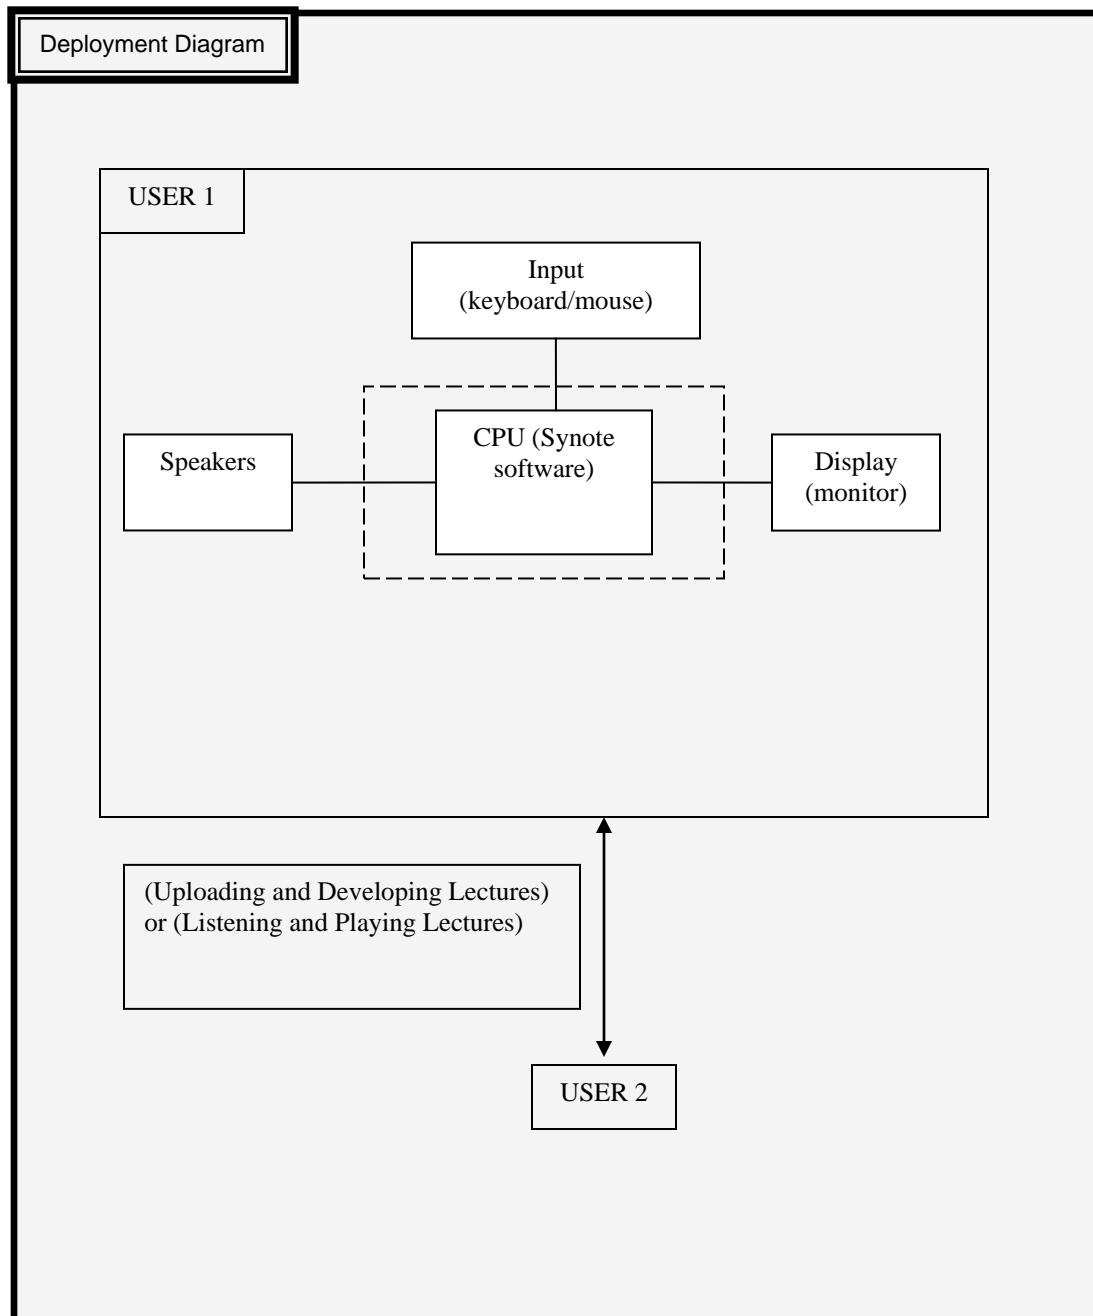 Deployment Diagram
USER 1
Input
(keyboard/mouse)
Speakers
CPU (Synote
software)
Display
(monitor)
(Uploading and Developing Lectures)
or (Listening and Playing Lectures)
USER 2